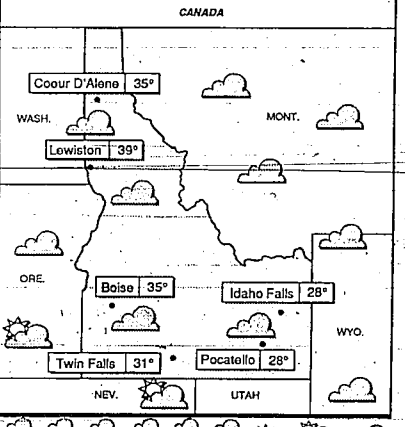 CANADA
Coeur D'Alene 35°
WASH.
MONT.
Lewiston 39°
ORE.
Boise 35°
Idaho Falls 28°
WYO.
Twin Falls 31°
Pocatello 28°
NEV.
UTAH